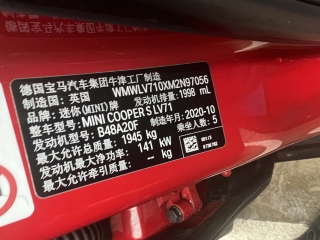 德国宝马汽车集团牛津工厂制造
制造国：英国 WMWLV710XM2N97056
品牌：迷你(MINI)牌 发动机排量：1998 mL
整车型号：MINI COOPER S LV71
发动机型号：B48A20F 制造年月：2020-10
最大允许总质量：1945 kg 乘坐人数：5
发动机最大净功率：141 kW
最大允许牵引质量：-- kg